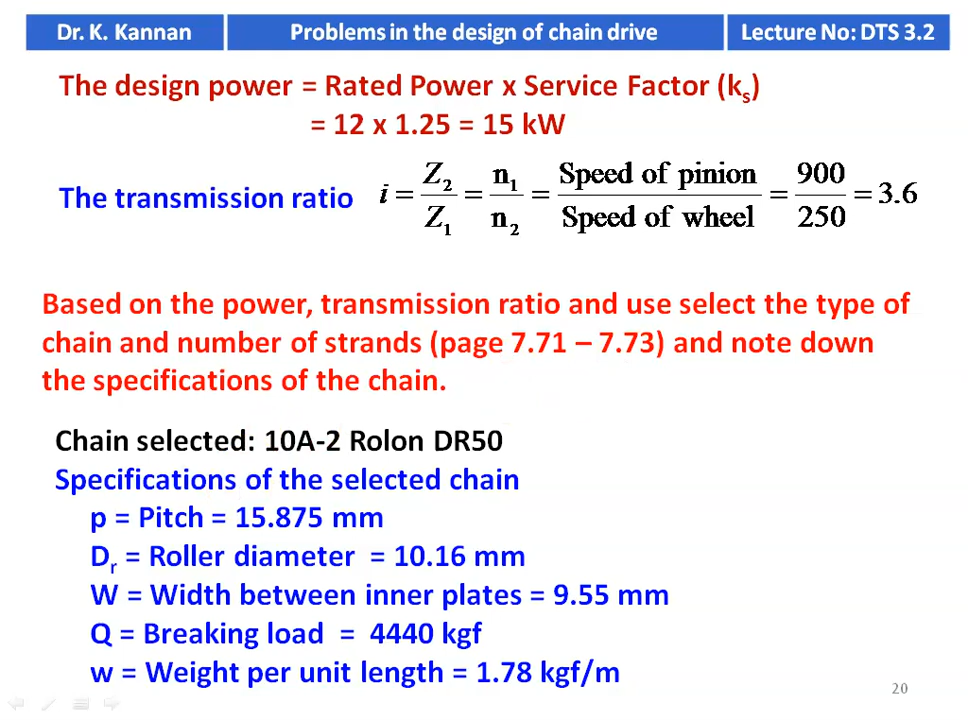 Dr. K. Kannan
Problems in the design of chain drive
Lecture No: DTS 3.2
The design power = Rated Power x Service Factor (kₛ)
= 12 x 1.25 = 15 kW
The transmission ratio i = Z₂/Z₁ = n₁/n₂ = Speed of pinion/Speed of wheel = 900/250 = 3.6
Based on the power, transmission ratio and use select the type of
chain and number of strands (page 7.71 – 7.73) and note down
the specifications of the chain.
Chain selected: 10A-2 Rolon DR50
Specifications of the selected chain
p = Pitch = 15.875 mm
Dᵣ = Roller diameter = 10.16 mm
W = Width between inner plates = 9.55 mm
Q = Breaking load = 4440 kgf
w = Weight per unit length = 1.78 kgf/m
20